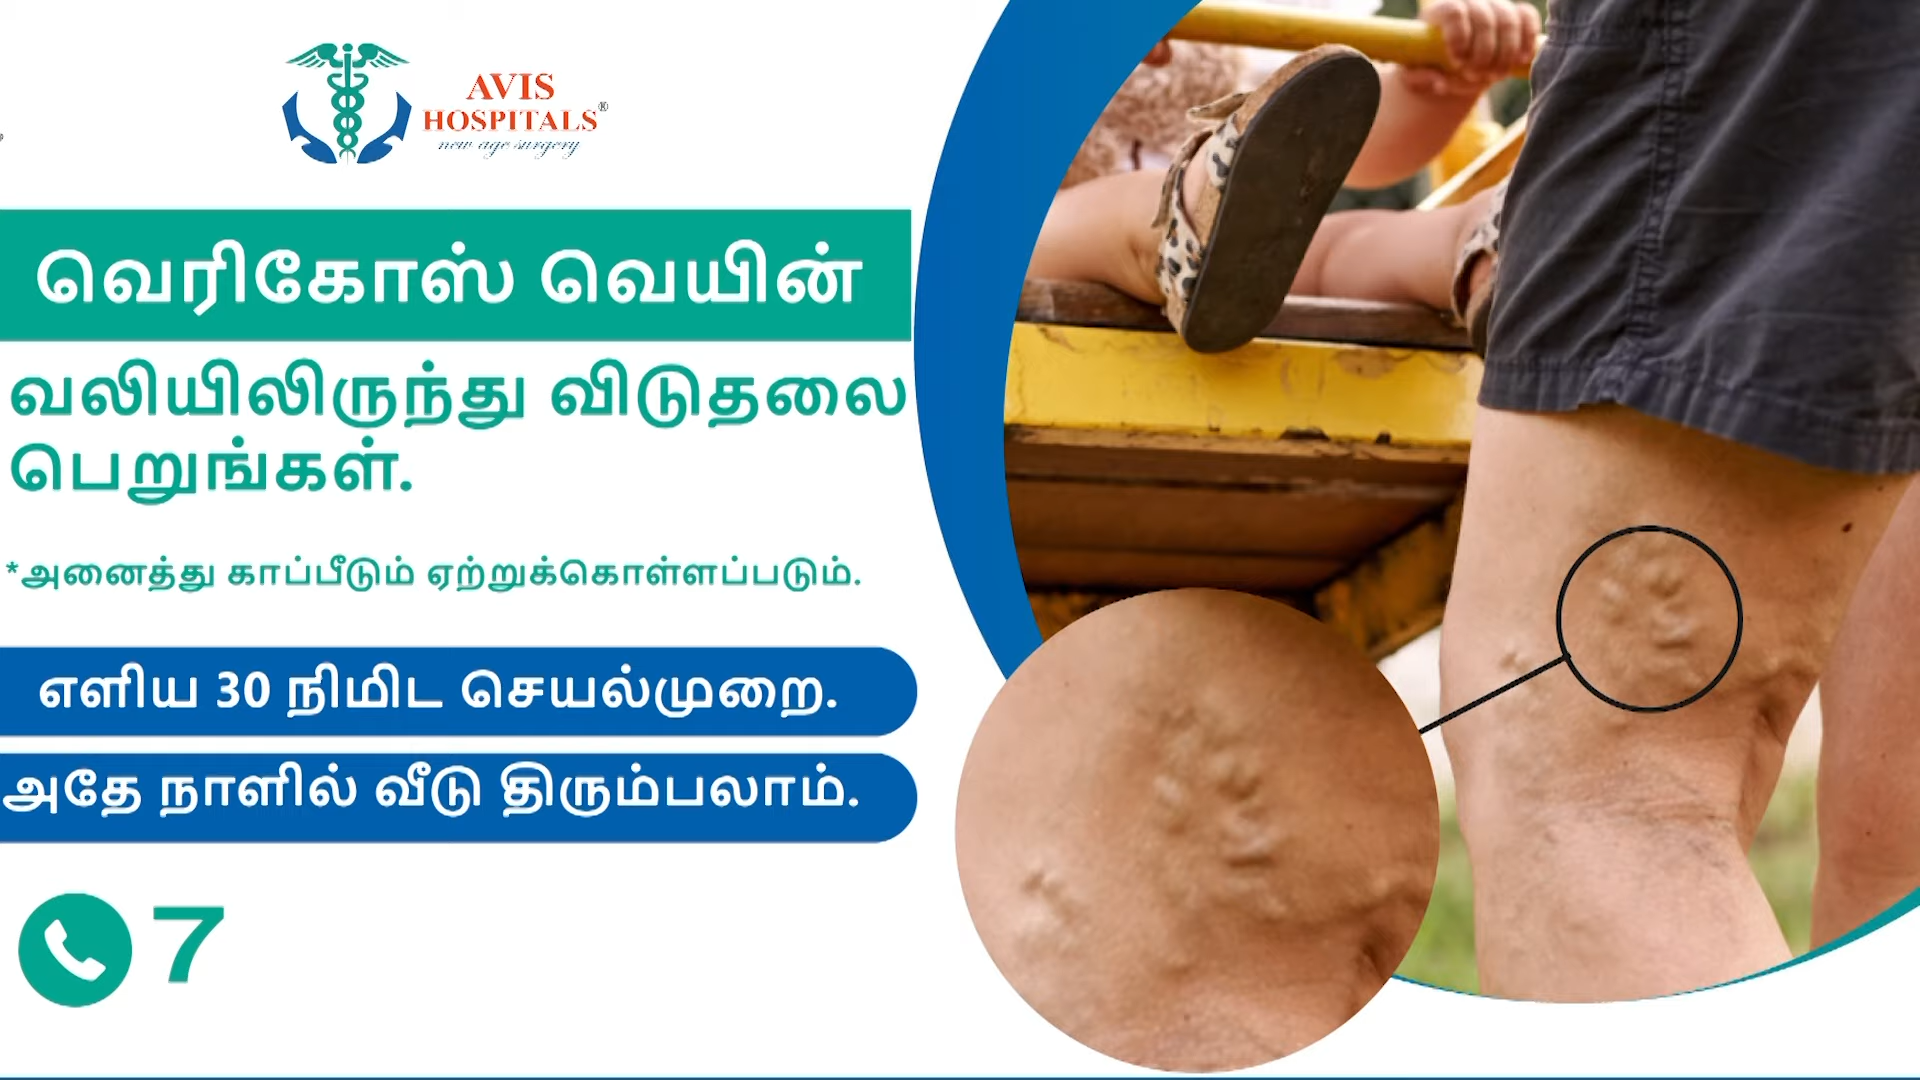 AVIS
HOSPITALS®
new age surgery
வெரிகோஸ் வெயின்
வலியிலிருந்து விடுதலை
பெறுங்கள்.
*அனைத்து காப்பீடும் ஏற்றுக்கொள்ளப்படும்.
எளிய 30 நிமிட செயல்முறை.
அதே நாளில் வீடு திரும்பலாம்.
7